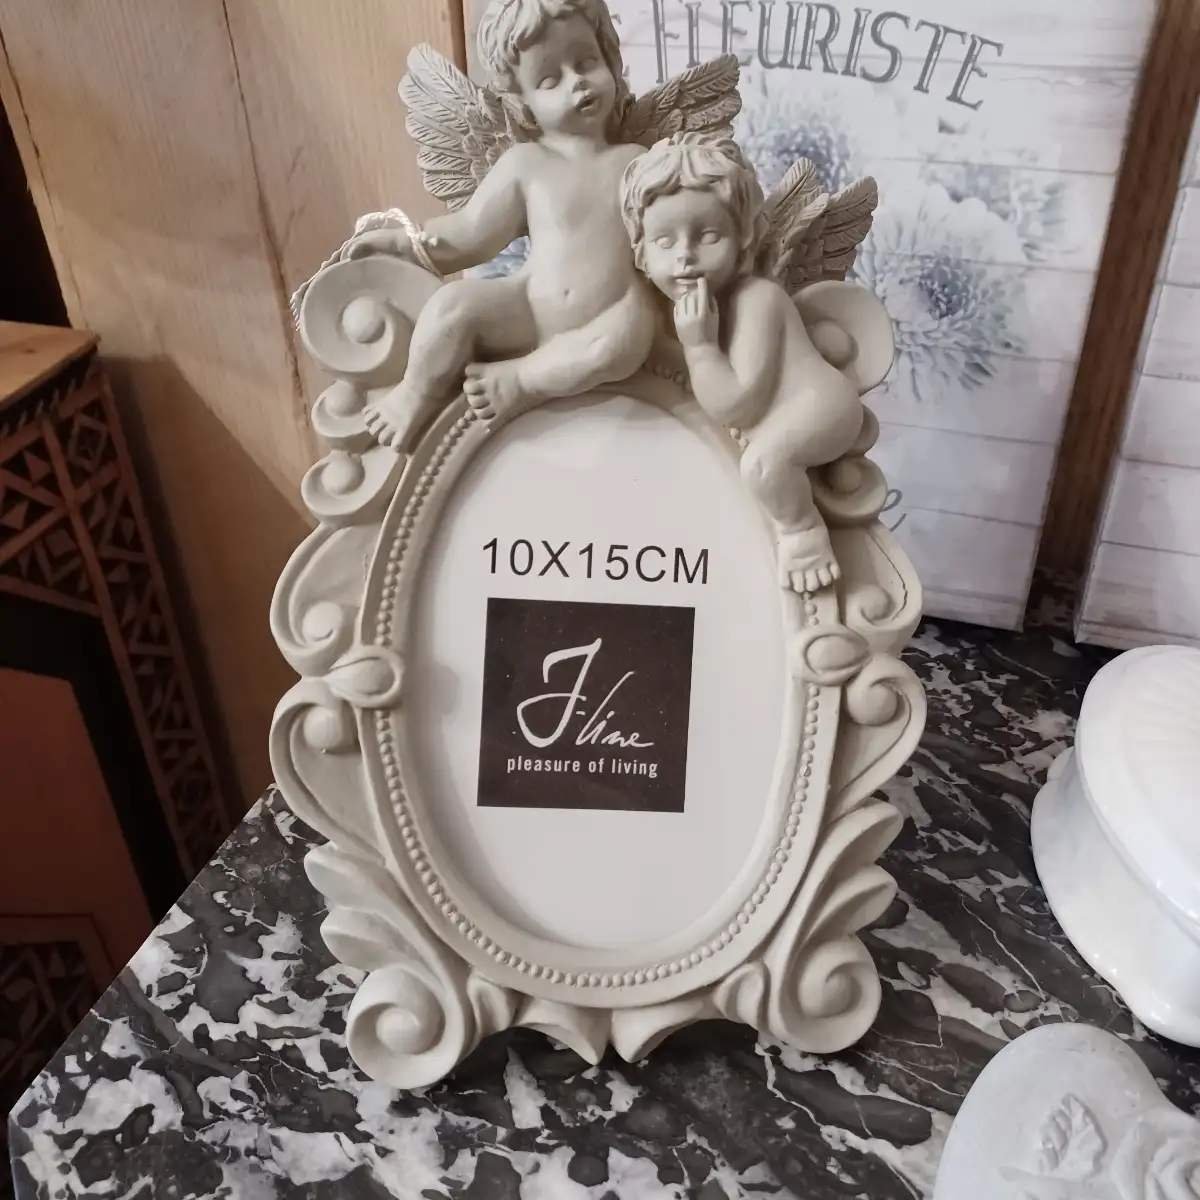 FLEURISTE
10X15CM
J-line
pleasure of living